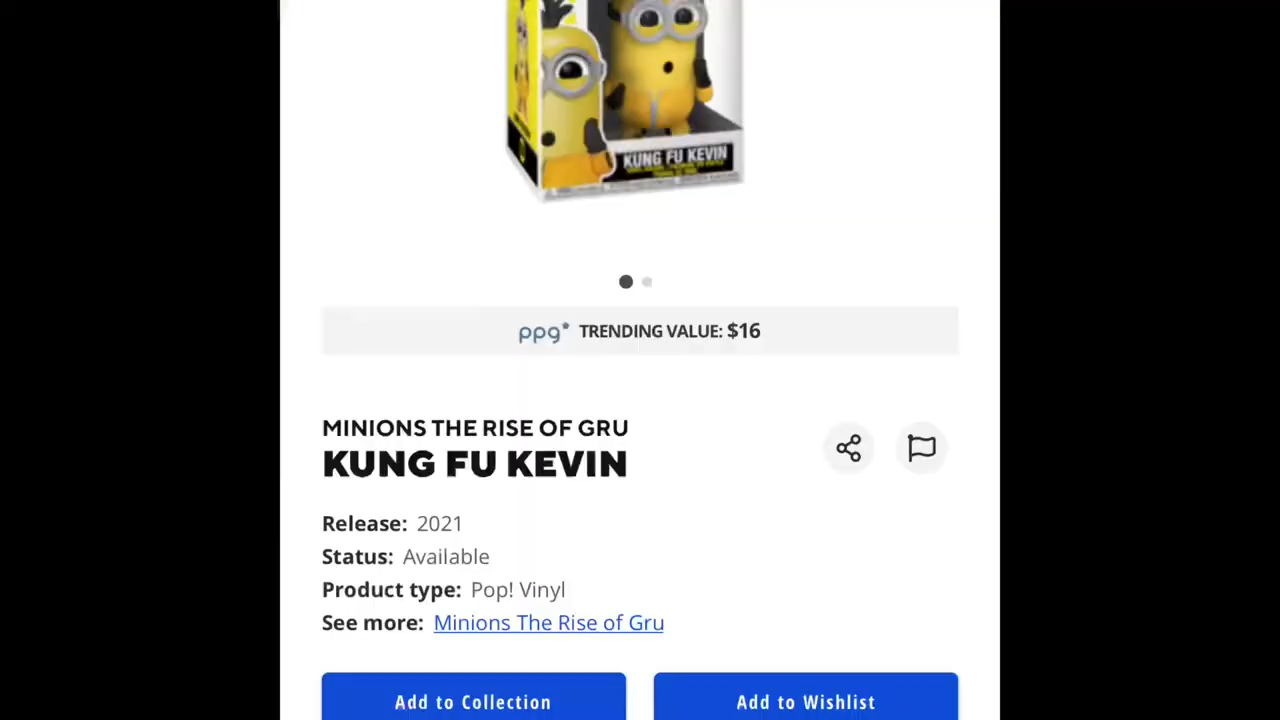 KUNG FU KEVIN
ppg TRENDING VALUE: $16
MINIONS THE RISE OF GRU
KUNG FU KEVIN
Release: 2021
Status: Available
Product type: Pop! Vinyl
See more: Minions The Rise of Gru
Add to Collection
Add to Wishlist